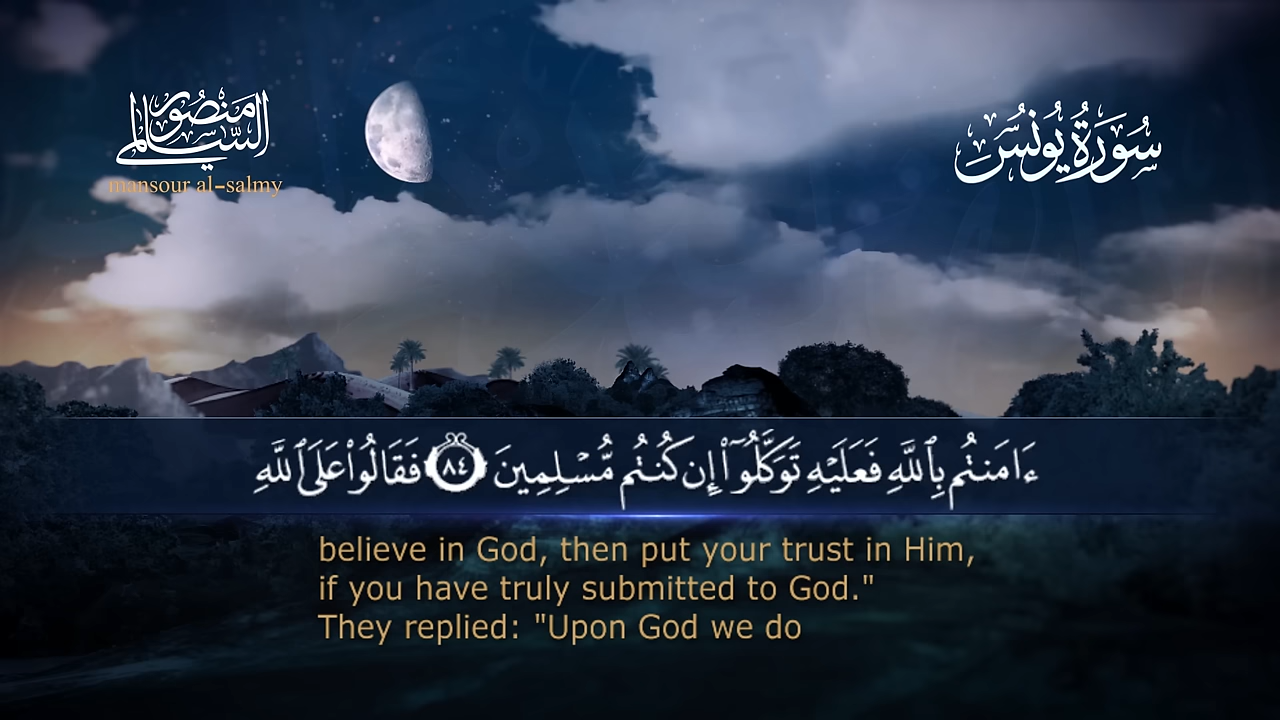 منصور السالمي
mansour al-salmy
سُورَةُ يُونُسَ
ءَامَنتُم بِٱللَّهِ فَعَلَيْهِ تَوَكَّلُوٓا۟ إِن كُنتُم مُّسْلِمِينَ ٨٤ فَقَالُوا۟ عَلَى ٱللَّهِ
believe in God, then put your trust in Him,
if you have truly submitted to God."
They replied: "Upon God we do